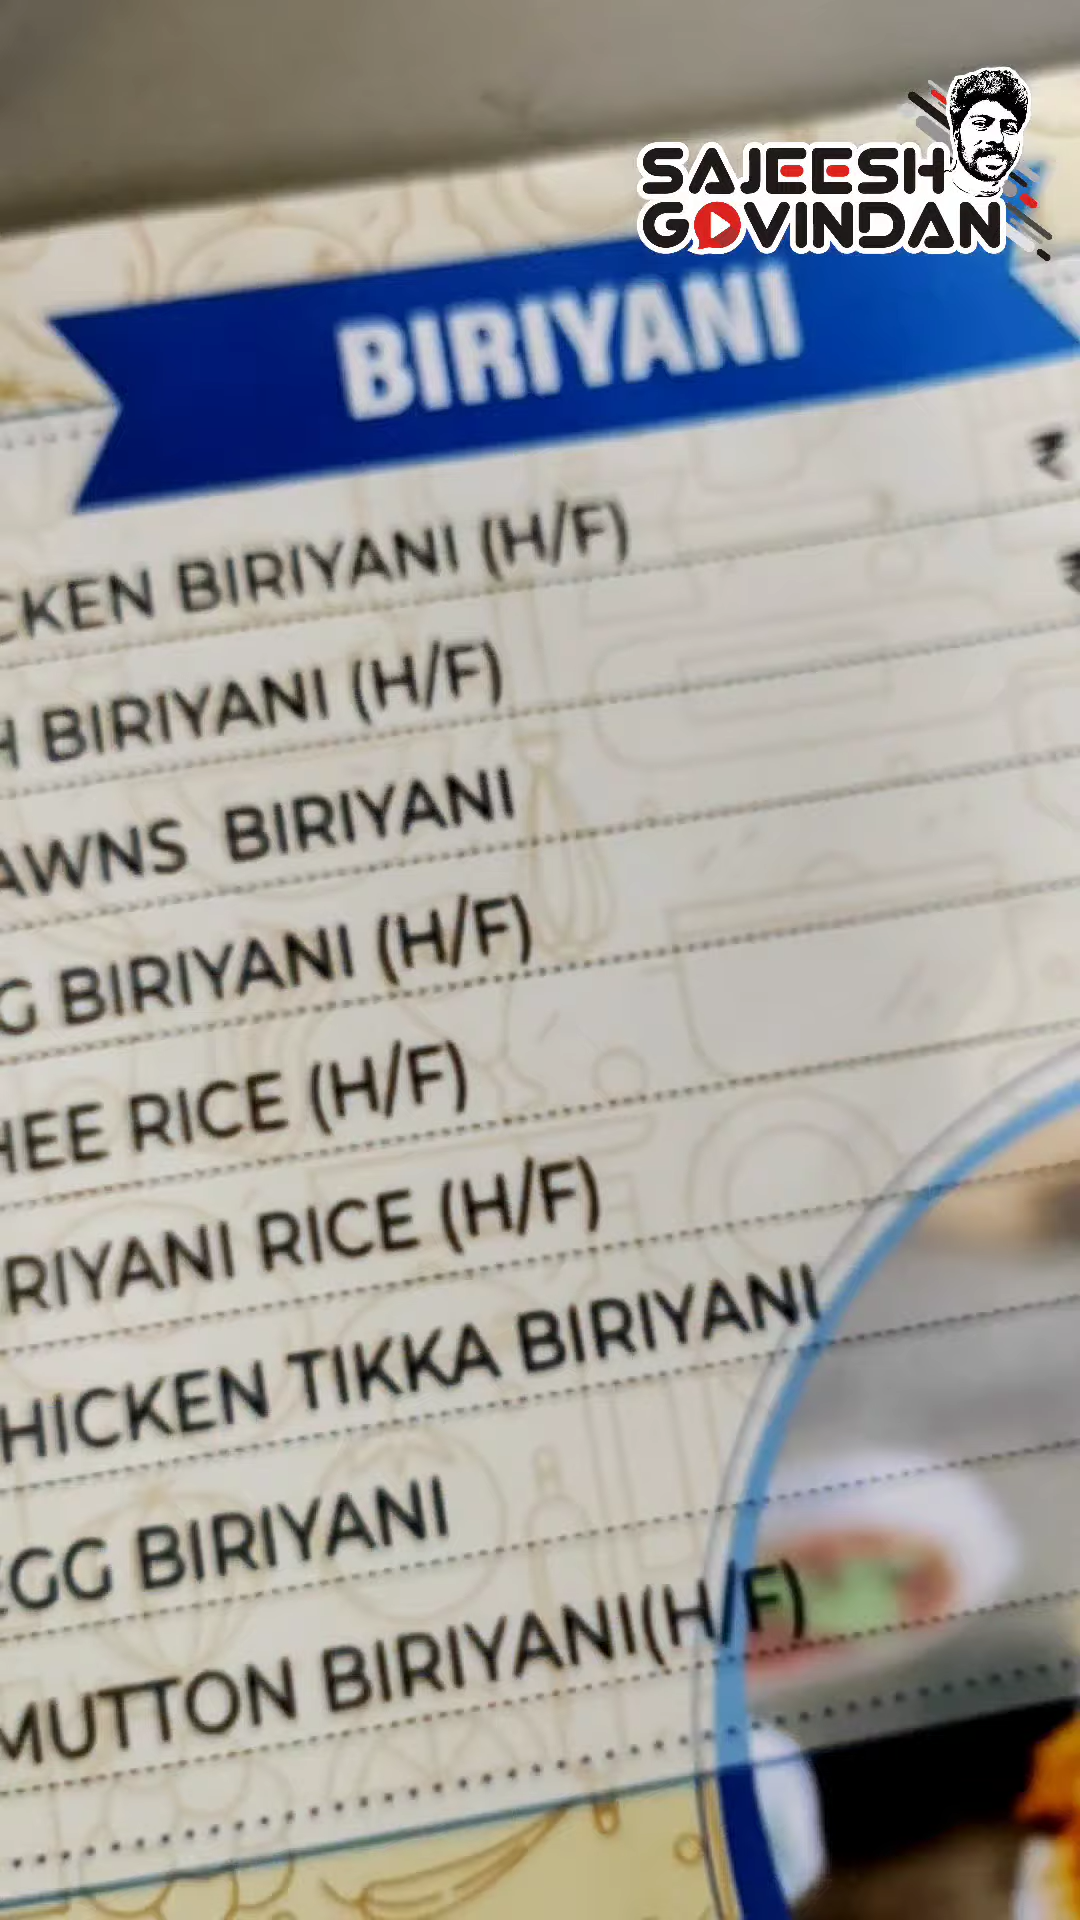 SAJEESH
GOVINDAN
BIRIYANI
₹
CKEN BIRIYANI (H/F)
₹
H BIRIYANI (H/F)
AWNS BIRIYANI
G BIRIYANI (H/F)
HEE RICE (H/F)
RIYANI RICE (H/F)
HICKEN TIKKA BIRIYANI
EGG BIRIYANI
MUTTON BIRIYANI(H/F)